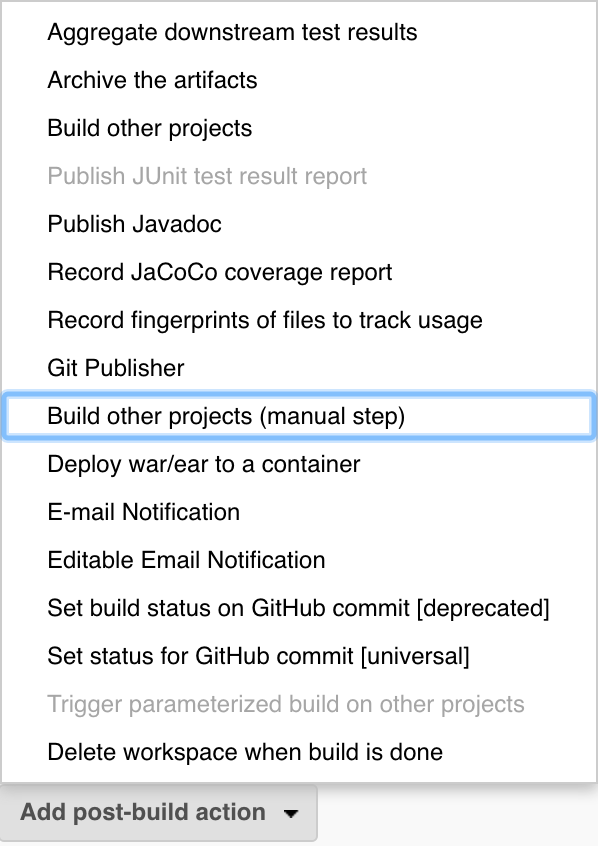 Aggregate downstream test results
Archive the artifacts
Build other projects
Publish JUnit test result report
Publish Javadoc
Record JaCoCo coverage report
Record fingerprints of files to track usage
Git Publisher
Build other projects (manual step)
Deploy war/ear to a container
E-mail Notification
Editable Email Notification
Set build status on GitHub commit [deprecated]
Set status for GitHub commit [universal]
Trigger parameterized build on other projects
Delete workspace when build is done
Add post-build action